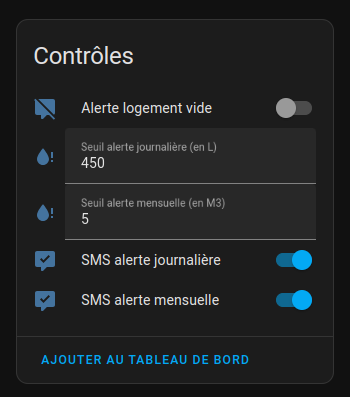 Contrôles
Alerte logement vide
Seuil alerte journalière (en L)
450
Seuil alerte mensuelle (en M3)
5
SMS alerte journalière
SMS alerte mensuelle
AJOUTER AU TABLEAU DE BORD